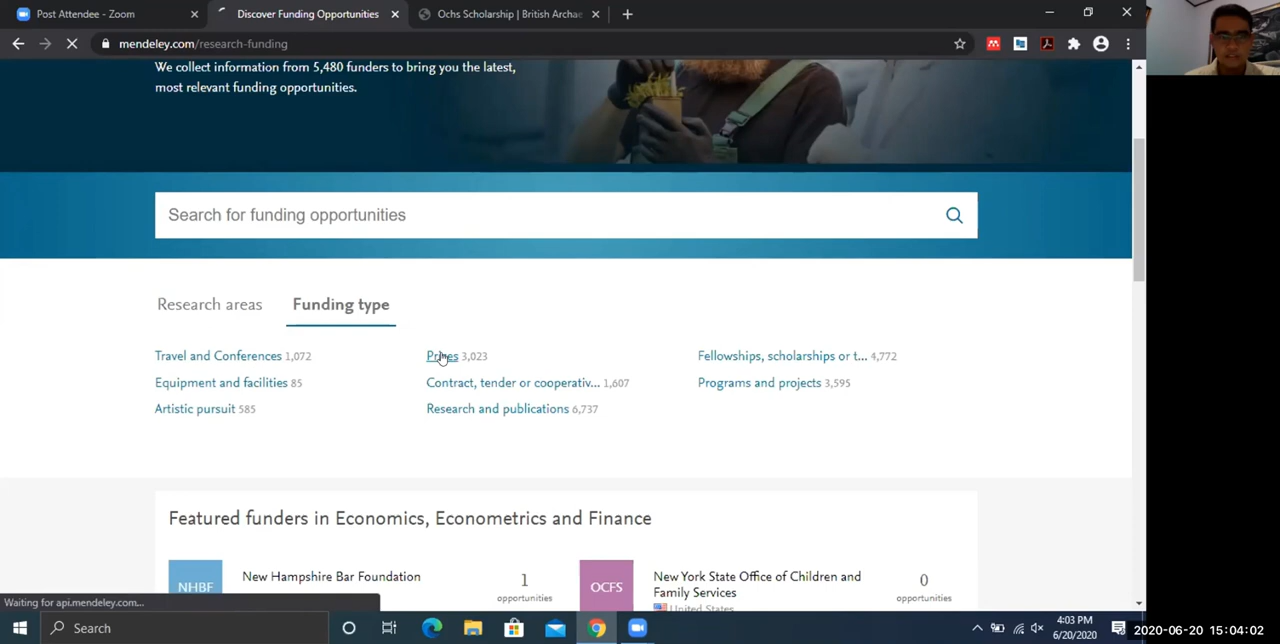 Post Attendee - Zoom
Discover Funding Opportunities
Ochs Scholarship | British Archae
mendeley.com/research-funding
We collect information from 5,480 funders to bring you the latest,
most relevant funding opportunities.
Search for funding opportunities
Research areas
Funding type
Travel and Conferences 1,072
Prizes 3,023
Fellowships, scholarships or t... 4,772
Equipment and facilities 85
Contract, tender or cooperativ... 1,607
Programs and projects 3,595
Artistic pursuit 585
Research and publications 6,737
Featured funders in Economics, Econometrics and Finance
NHBF
New Hampshire Bar Foundation
1
opportunities
OCFS
New York State Office of Children and
Family Services
United States
0
opportunities
Waiting for api.mendeley.com...
Search
4:03 PM
6/20/2020
2020-06-20 15:04:02